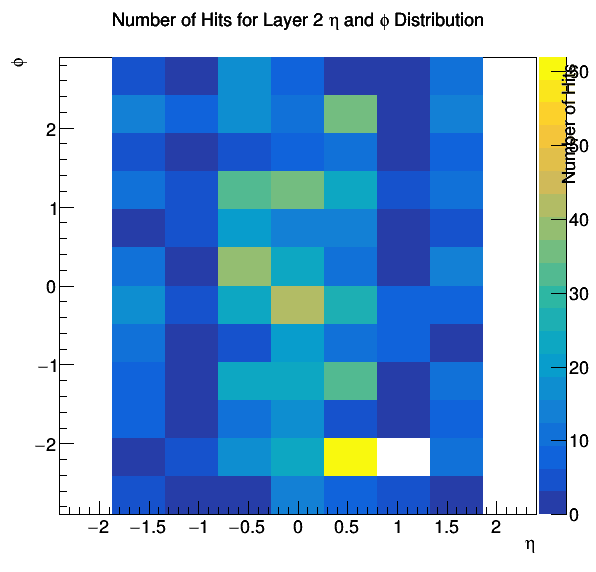 Number of Hits for Layer 2 η and ϕ Distribution
ϕ
2
1
0
−1
−2
−2 −1.5 −1 −0.5 0 0.5 1 1.5 2
η
60
50
40
30
20
10
0
Number of Hits